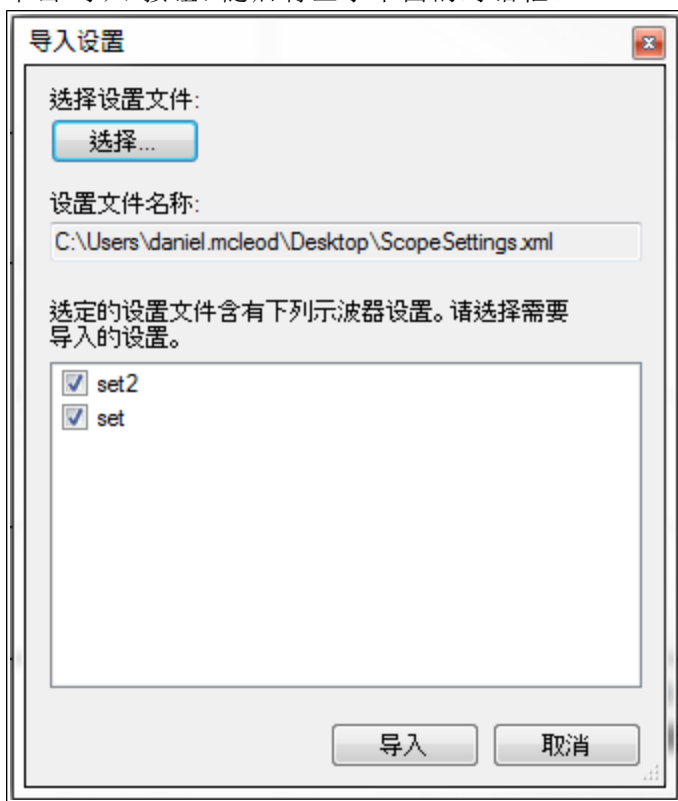 导入设置
选择设置文件:
选择...
设置文件名称:
C:\Users\daniel.mcleod\Desktop\ScopeSettings.xml
选定的设置文件含有下列示波器设置。请选择需要
导入的设置。
set2
set
导入
取消